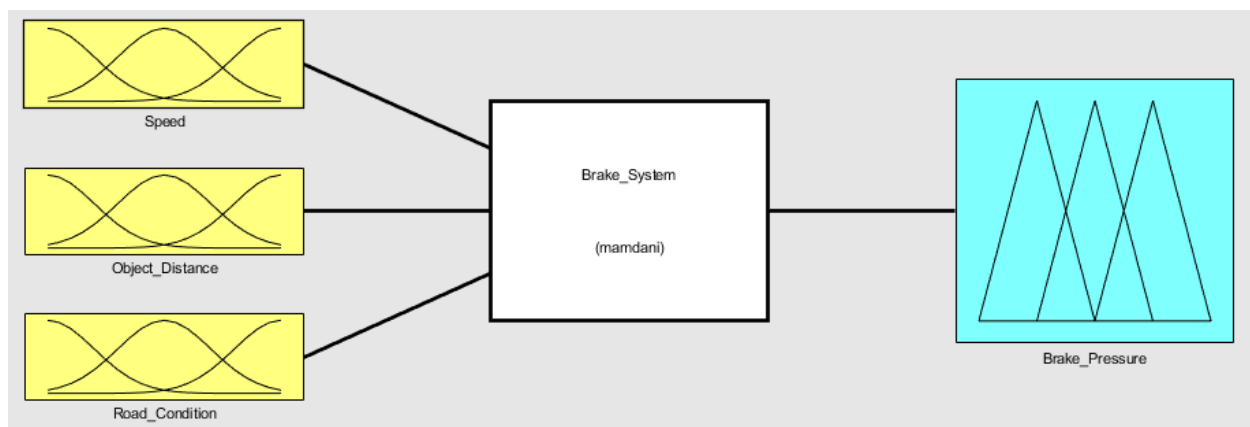 Speed
Object_Distance
Road_Condition
Brake_System
(mamdani)
Brake_Pressure